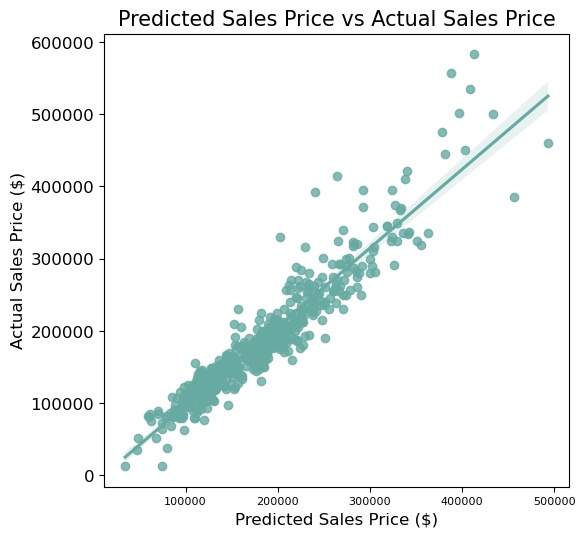 Predicted Sales Price vs Actual Sales Price
600000
500000
400000
300000
200000
100000
0
Actual Sales Price ($)
100000 200000 300000 400000 500000
Predicted Sales Price ($)